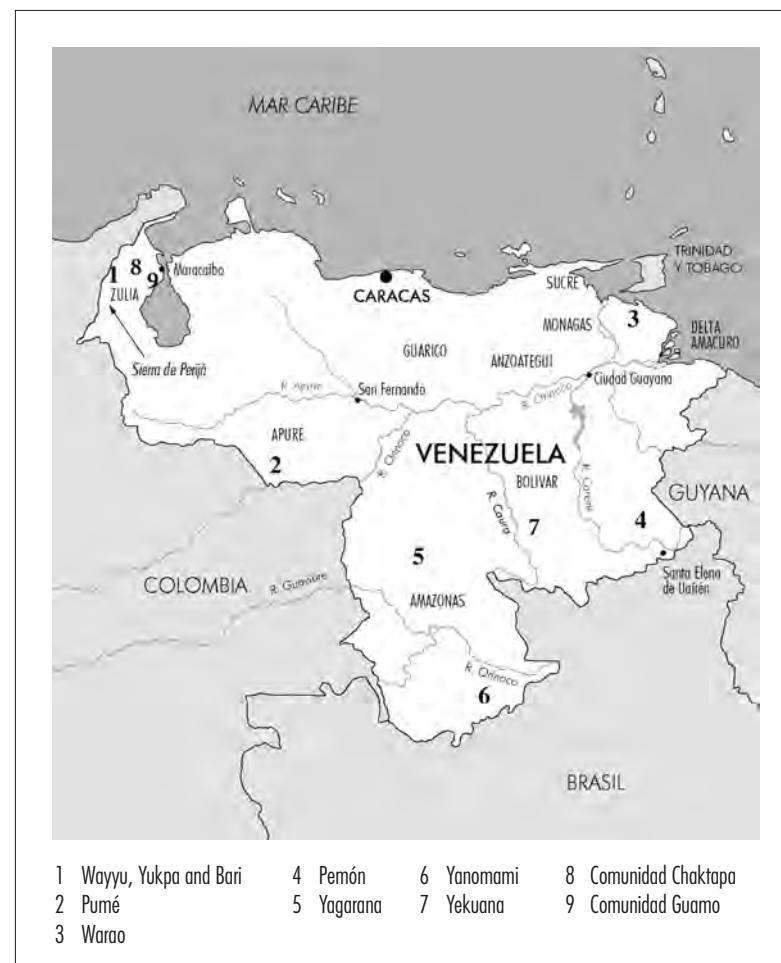 MAR CARIBE
TRINIDAD
Y TOBAGO
1
8
9
Maracaibo
ZULIA
CARACAS
SUCRE
MONAGAS
3
DELTA
AMACURO
Sierra de Perijá
GUARICO
ANZOATEGUI
R. Orinoco
Ciudad Guayana
R. Apure
San Fernando
APURE
2
R. Orinoco
VENEZUELA
BOLIVAR
R. Caura
R. Caroni
7
4
GUYANA
5
Santa Elena
de Uairén
COLOMBIA
R. Guaviare
AMAZONAS
R. Orinoco
6
BRASIL
1 Wayyu, Yukpa and Bari
2 Pumé
3 Warao
4 Pemón
5 Yagarana
6 Yanomami
7 Yekuana
8 Comunidad Chaktapa
9 Comunidad Guamo